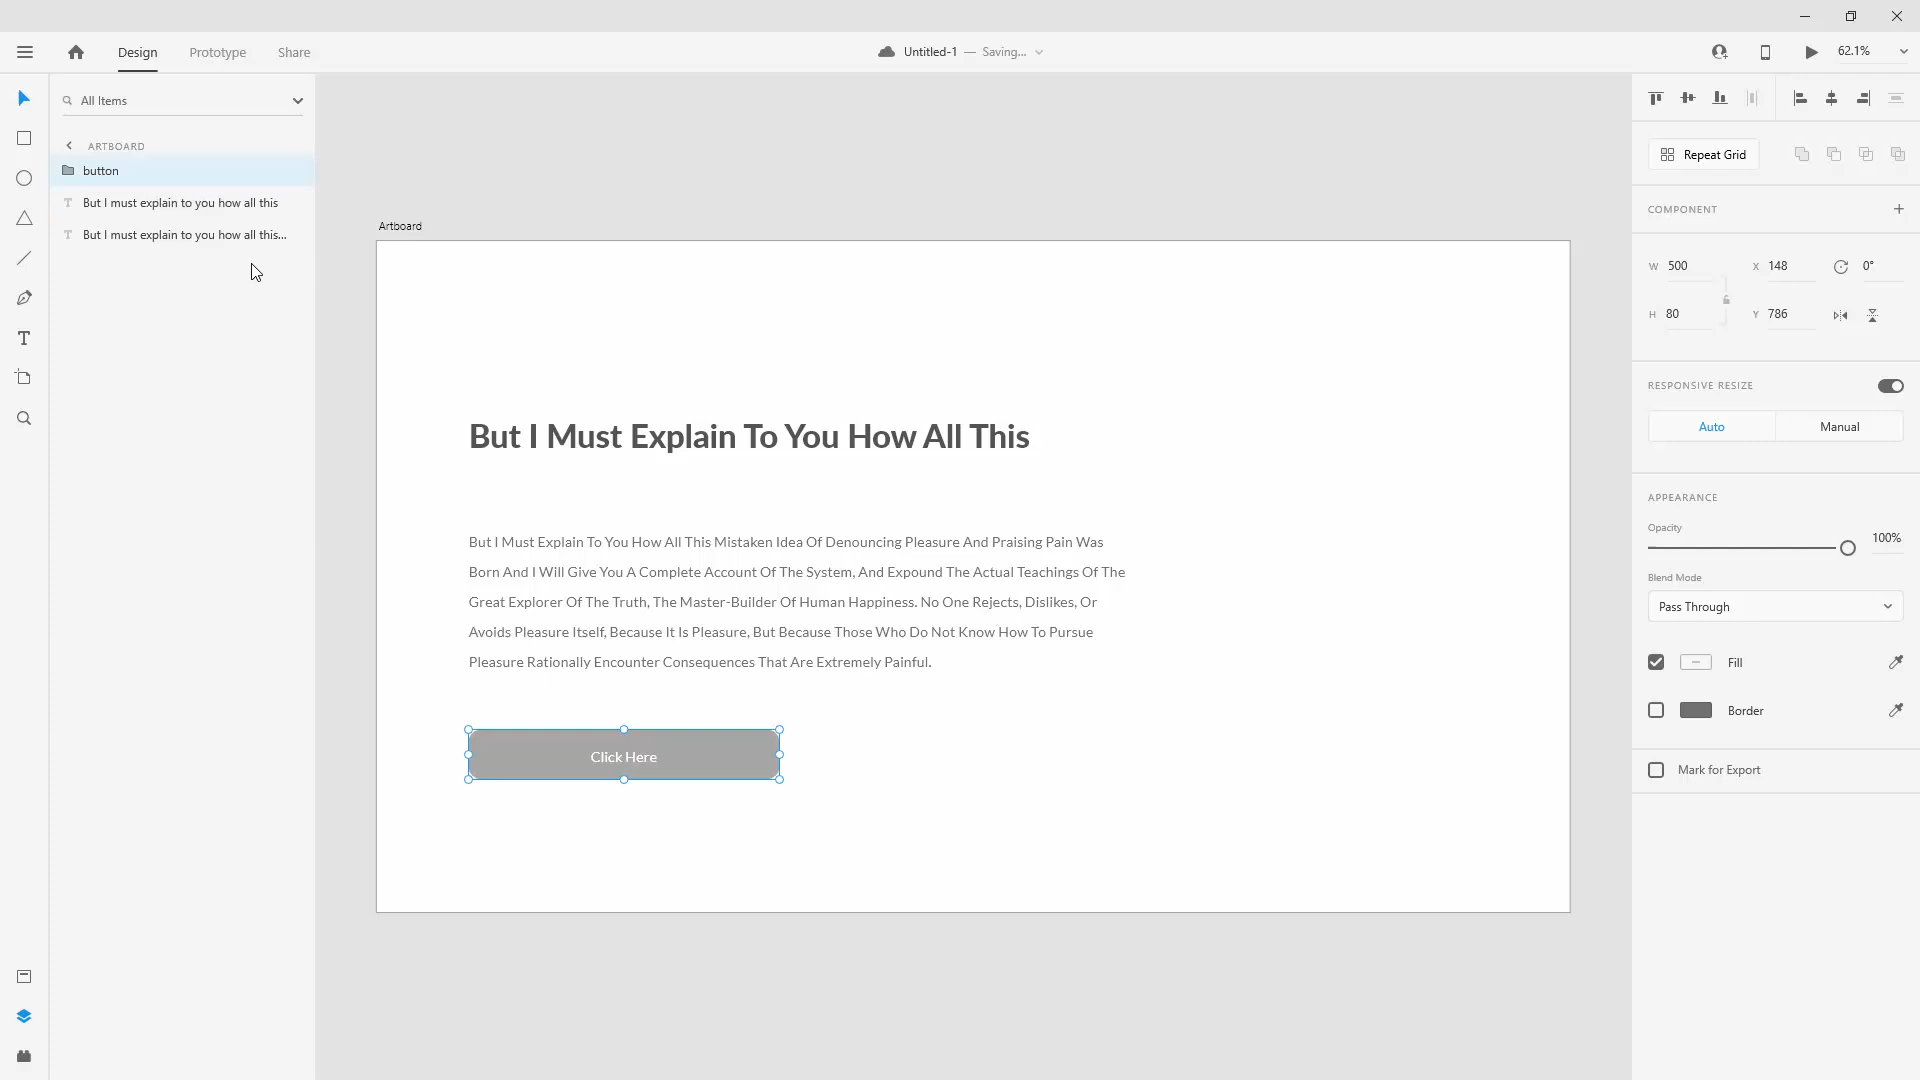 Design
Prototype
Share
Untitled-1 — Saving...
62.1%
All Items
ARTBOARD
button
But I must explain to you how all this
But I must explain to you how all this...
Artboard
But I Must Explain To You How All This
But I Must Explain To You How All This Mistaken Idea Of Denouncing Pleasure And Praising Pain Was
Born And I Will Give You A Complete Account Of The System, And Expound The Actual Teachings Of The
Great Explorer Of The Truth, The Master-Builder Of Human Happiness. No One Rejects, Dislikes, Or
Avoids Pleasure Itself, Because It Is Pleasure, But Because Those Who Do Not Know How To Pursue
Pleasure Rationally Encounter Consequences That Are Extremely Painful.
Click Here
Repeat Grid
COMPONENT
W 500 X 148 0°
H 80 Y 786
RESPONSIVE RESIZE
Auto Manual
APPEARANCE
Opacity
100%
Blend Mode
Pass Through
Fill
Border
Mark for Export